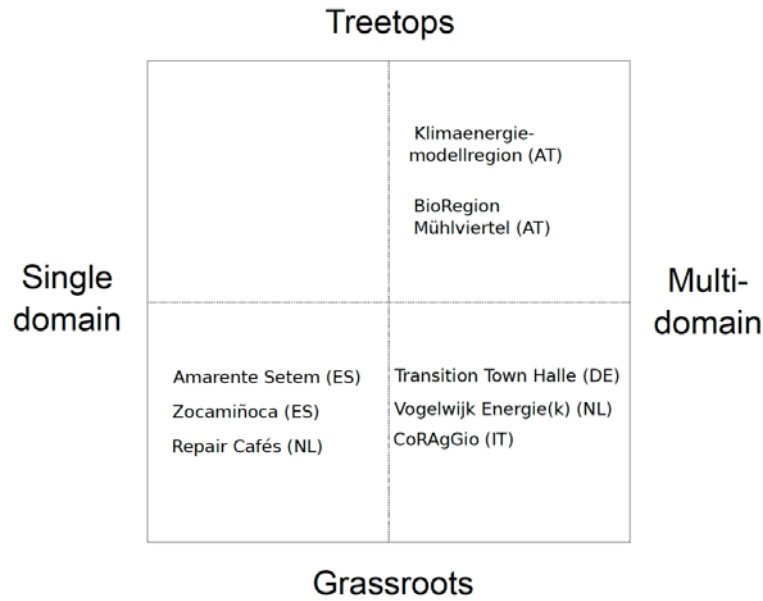 Treetops
Klimaenergie-
modellregion (AT)
BioRegion
Mühlviertel (AT)
Single
domain
Multi-
domain
Amarente Setem (ES)
Zocamiñoca (ES)
Repair Cafés (NL)
Transition Town Halle (DE)
Vogelwijk Energie(k) (NL)
CoRAgGio (IT)
Grassroots